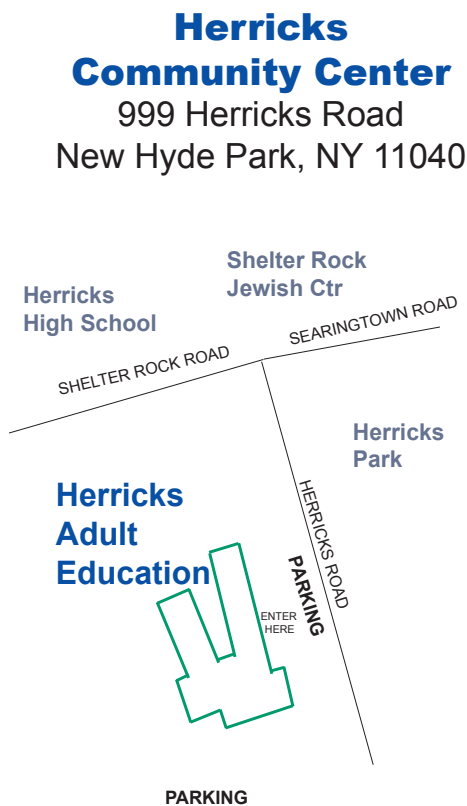 Herricks
Community Center
999 Herricks Road
New Hyde Park, NY 11040
Shelter Rock
Jewish Ctr
Herricks
High School
SEARINGTOWN ROAD
SHELTER ROCK ROAD
Herricks
Park
Herricks
Adult
Education
HERRICKS ROAD
PARKING
ENTER
HERE
PARKING